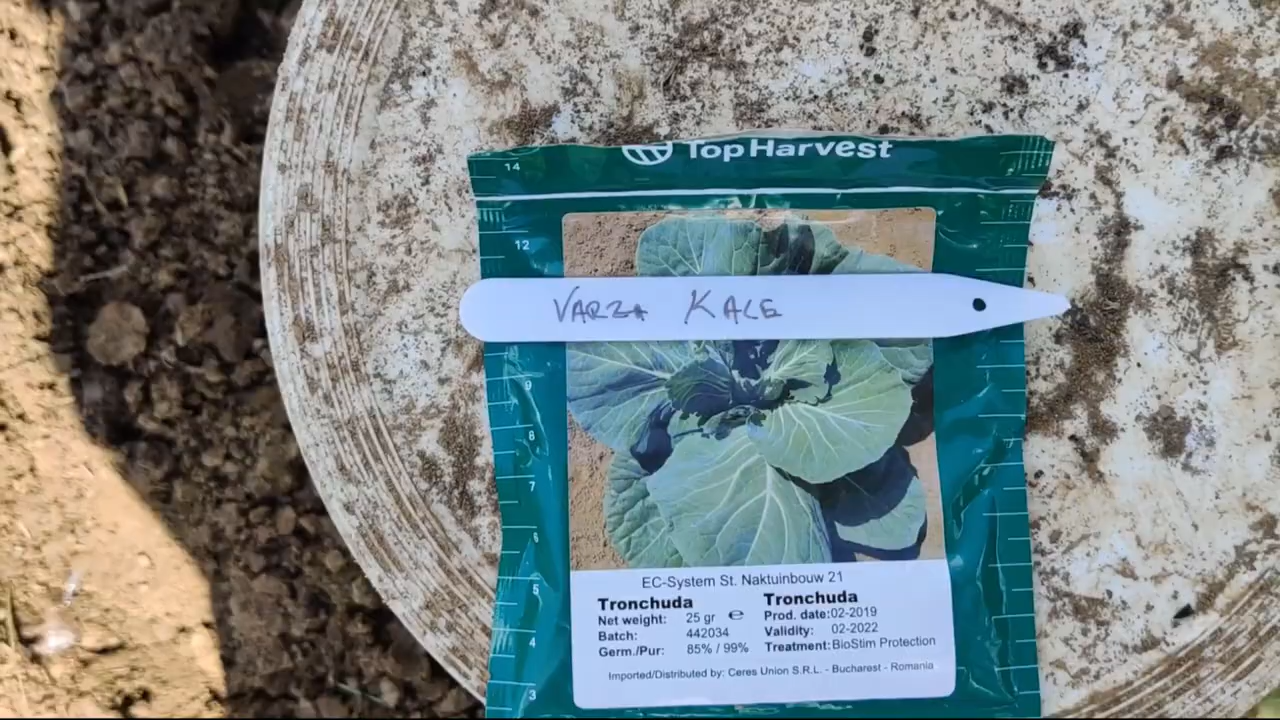 TopHarvest
14
12
VARZA KALE
9
8
7
6
5
4
3
EC-System St. Naktuinbouw 21
Tronchuda Tronchuda
Net weight: 25 gr ℮ Prod. date:02-2019
Batch: 442034 Validity: 02-2022
Germ./Pur: 85% / 99% Treatment:BioStim Protection
Imported/Distributed by: Ceres Union S.R.L. - Bucharest - Romania